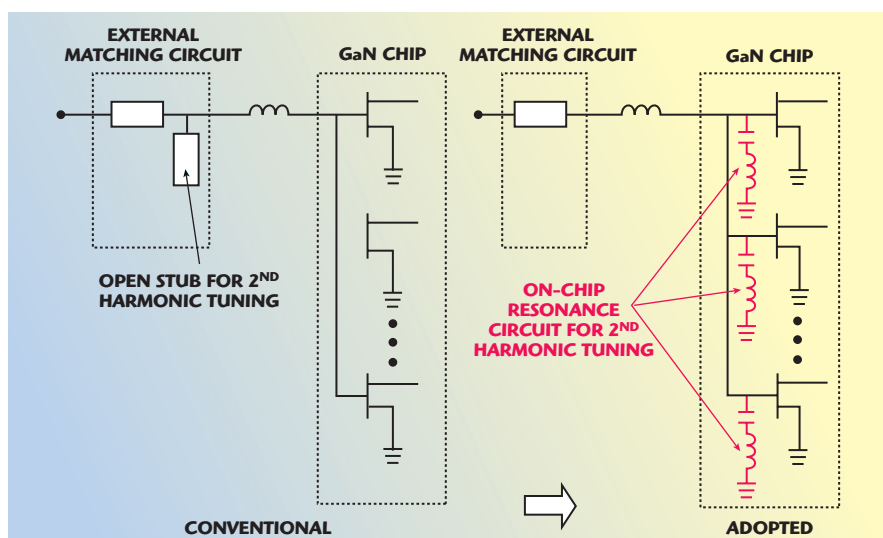 EXTERNAL
MATCHING CIRCUIT
GaN CHIP
OPEN STUB FOR 2ND
HARMONIC TUNING
CONVENTIONAL
EXTERNAL
MATCHING CIRCUIT
GaN CHIP
ON-CHIP
RESONANCE
CIRCUIT FOR 2ND
HARMONIC TUNING
ADOPTED